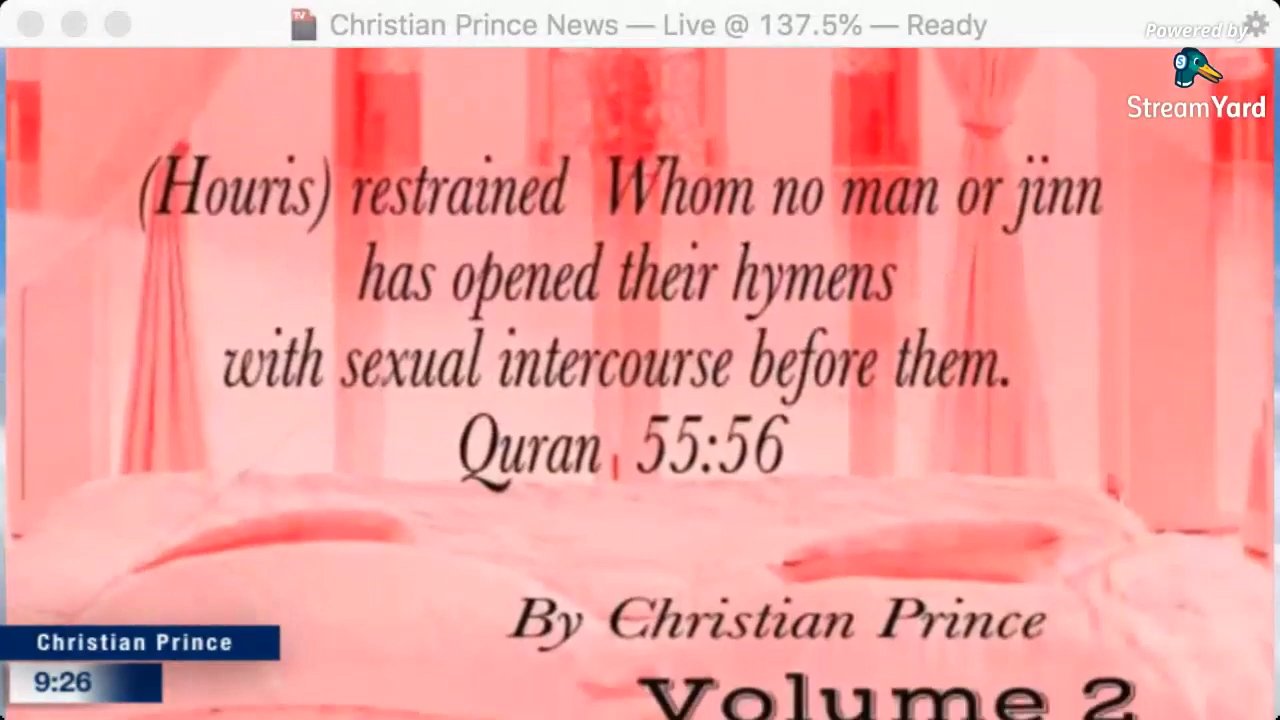 Christian Prince News — Live @ 137.5% — Ready
Powered by
StreamYard
(Houris) restrained Whom no man or jinn
has opened their hymens
with sexual intercourse before them.
Quran 55:56
By Christian Prince
Volume 2
Christian Prince
9:26